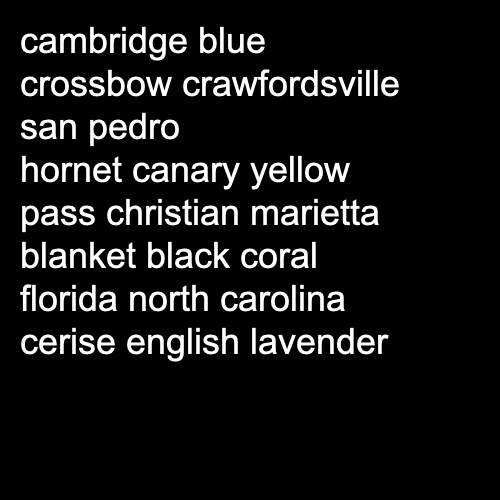 cambridge blue
crossbow crawfordsville
san pedro
hornet canary yellow
pass christian marietta
blanket black coral
florida north carolina
cerise english lavender